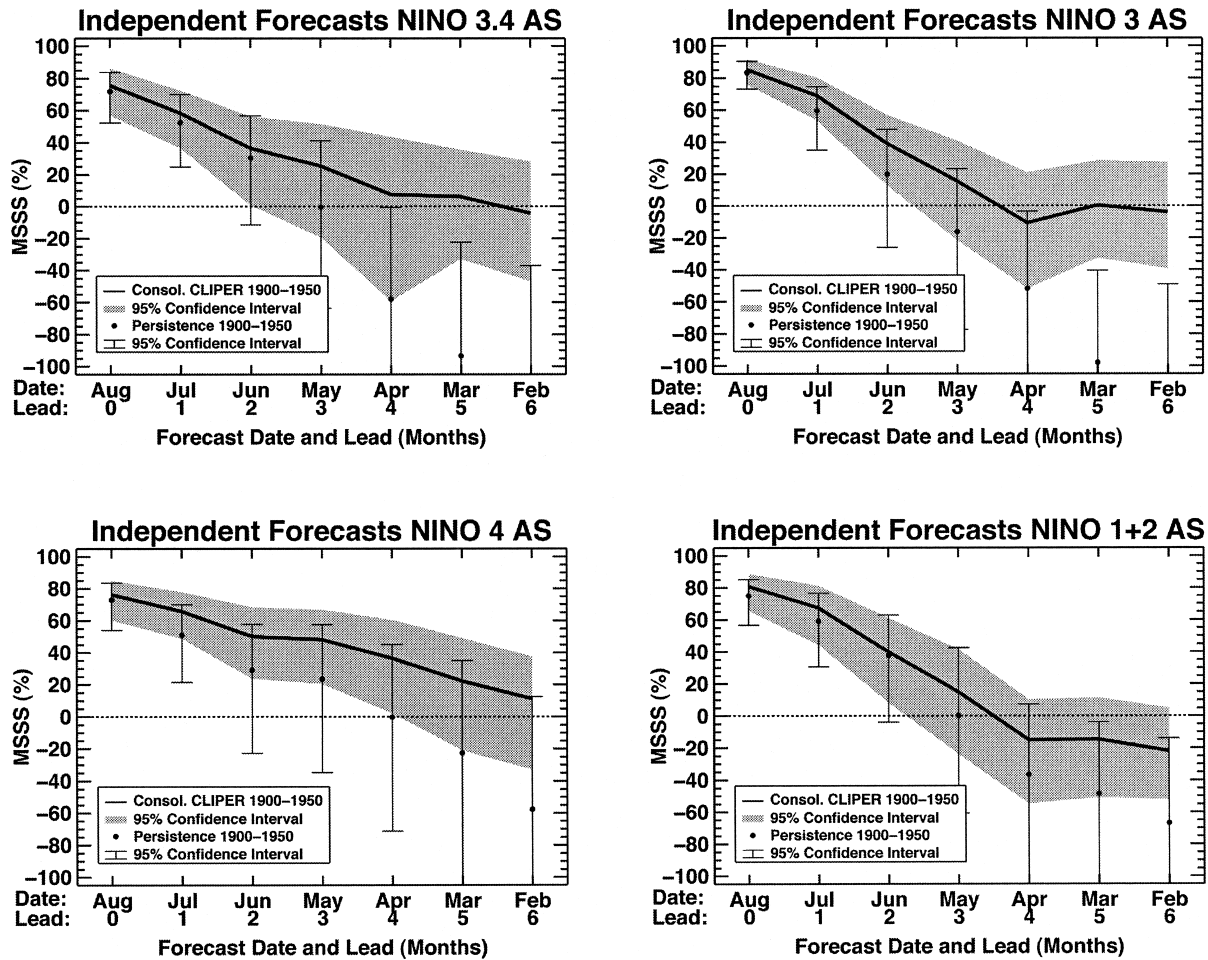 Independent Forecasts NINO 3.4 AS
MSSS (%)
100
80
60
40
20
0
−20
−40
−60
−80
−100
Consol. CLIPER 1900–1950
95% Confidence Interval
Persistence 1900–1950
95% Confidence Interval
Date: Aug Jul Jun May Apr Mar Feb
Lead: 0 1 2 3 4 5 6
Forecast Date and Lead (Months)
Independent Forecasts NINO 3 AS
MSSS (%)
100
80
60
40
20
0
−20
−40
−60
−80
−100
Consol. CLIPER 1900–1950
95% Confidence Interval
Persistence 1900–1950
95% Confidence Interval
Date: Aug Jul Jun May Apr Mar Feb
Lead: 0 1 2 3 4 5 6
Forecast Date and Lead (Months)
Independent Forecasts NINO 4 AS
MSSS (%)
100
80
60
40
20
0
−20
−40
−60
−80
−100
Consol. CLIPER 1900–1950
95% Confidence Interval
Persistence 1900–1950
95% Confidence Interval
Date: Aug Jul Jun May Apr Mar Feb
Lead: 0 1 2 3 4 5 6
Forecast Date and Lead (Months)
Independent Forecasts NINO 1+2 AS
MSSS (%)
100
80
60
40
20
0
−20
−40
−60
−80
−100
Consol. CLIPER 1900–1950
95% Confidence Interval
Persistence 1900–1950
95% Confidence Interval
Date: Aug Jul Jun May Apr Mar Feb
Lead: 0 1 2 3 4 5 6
Forecast Date and Lead (Months)